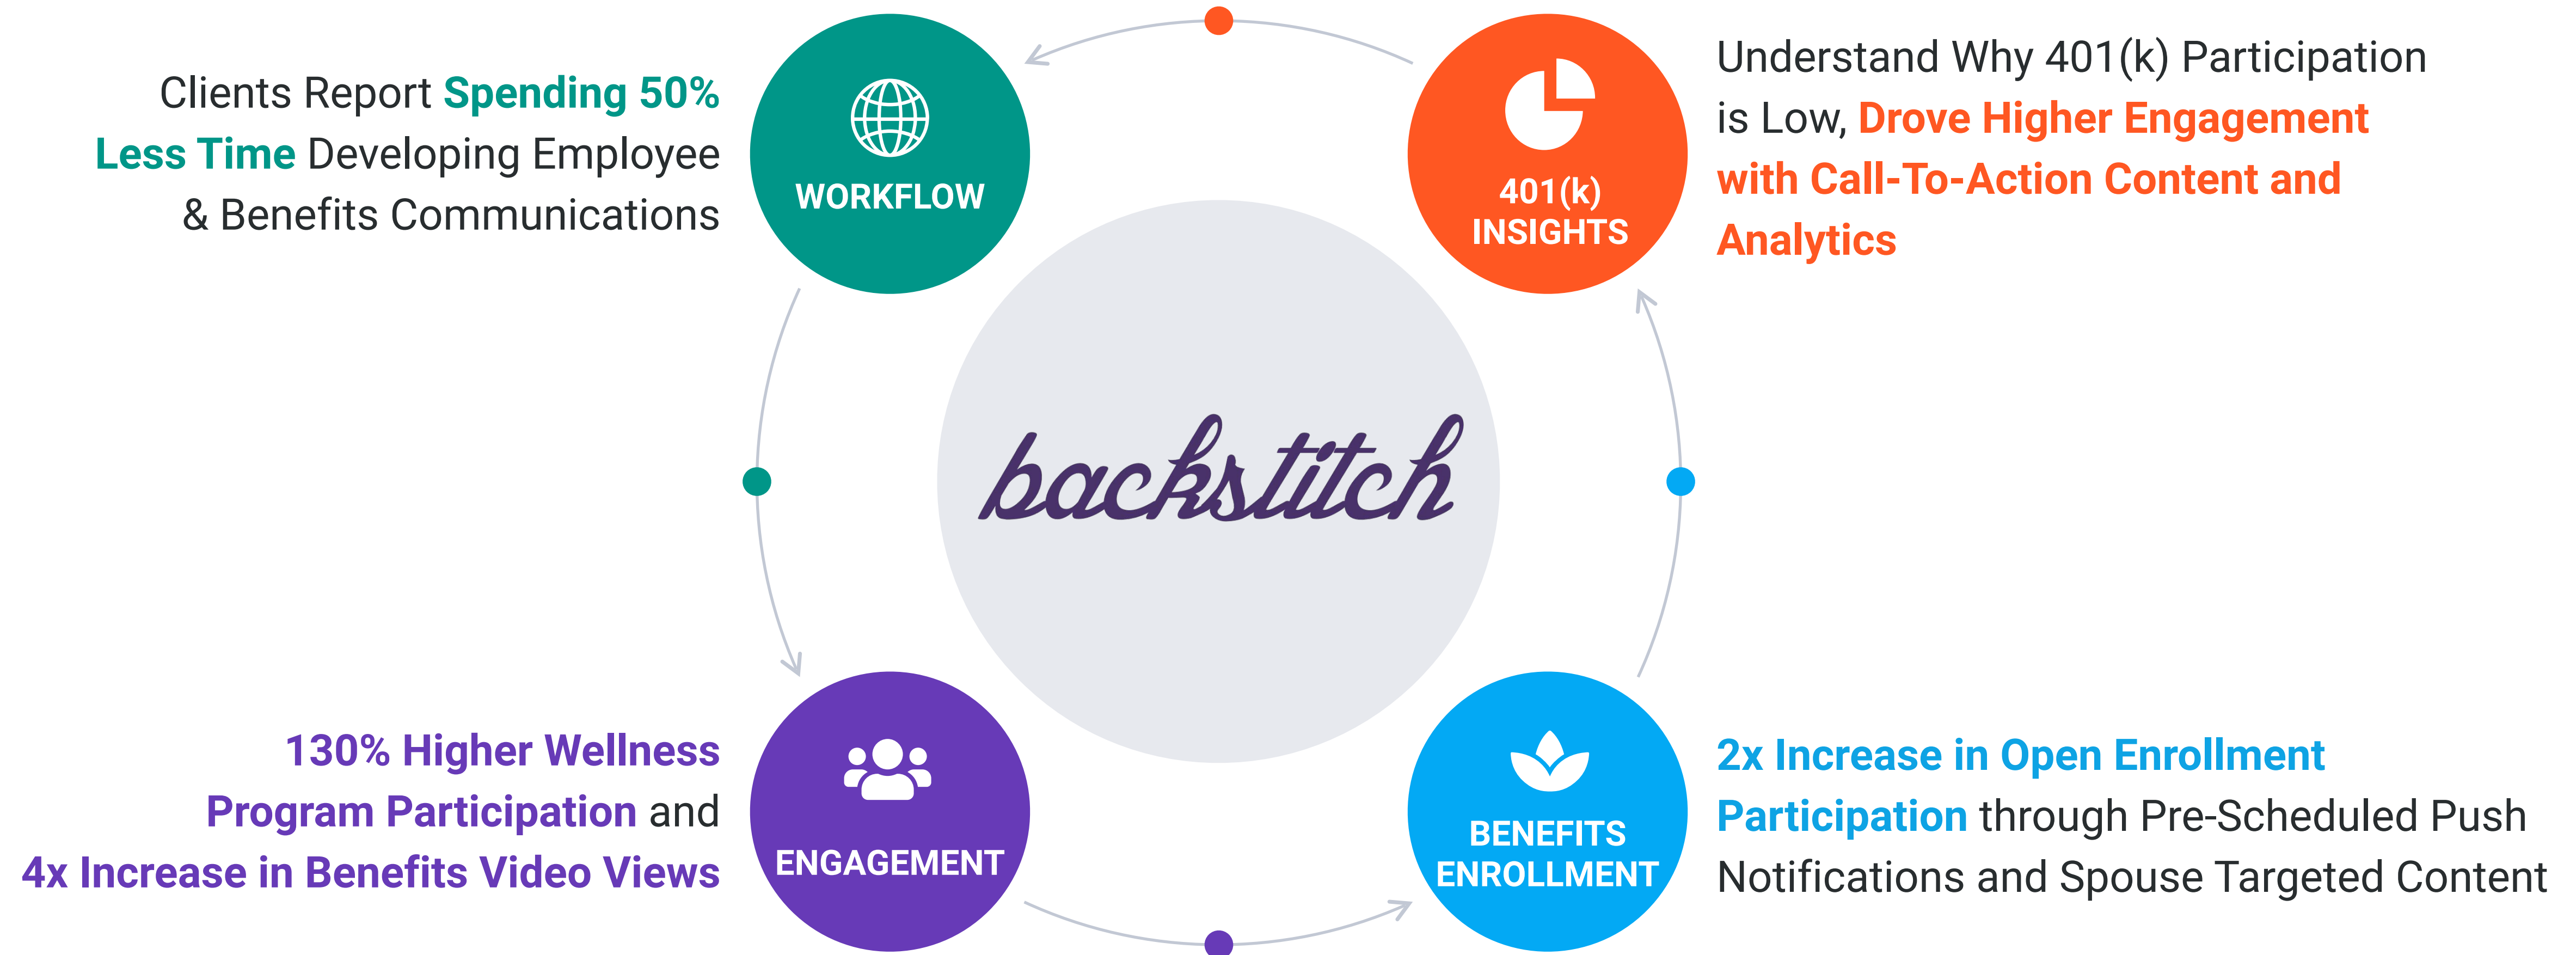 Clients Report Spending 50%
Less Time Developing Employee
& Benefits Communications
WORKFLOW
401(k)
INSIGHTS
Understand Why 401(k) Participation
is Low, Drove Higher Engagement
with Call-To-Action Content and
Analytics
backstitch
130% Higher Wellness
Program Participation and
4x Increase in Benefits Video Views
ENGAGEMENT
BENEFITS
ENROLLMENT
2x Increase in Open Enrollment
Participation through Pre-Scheduled Push
Notifications and Spouse Targeted Content